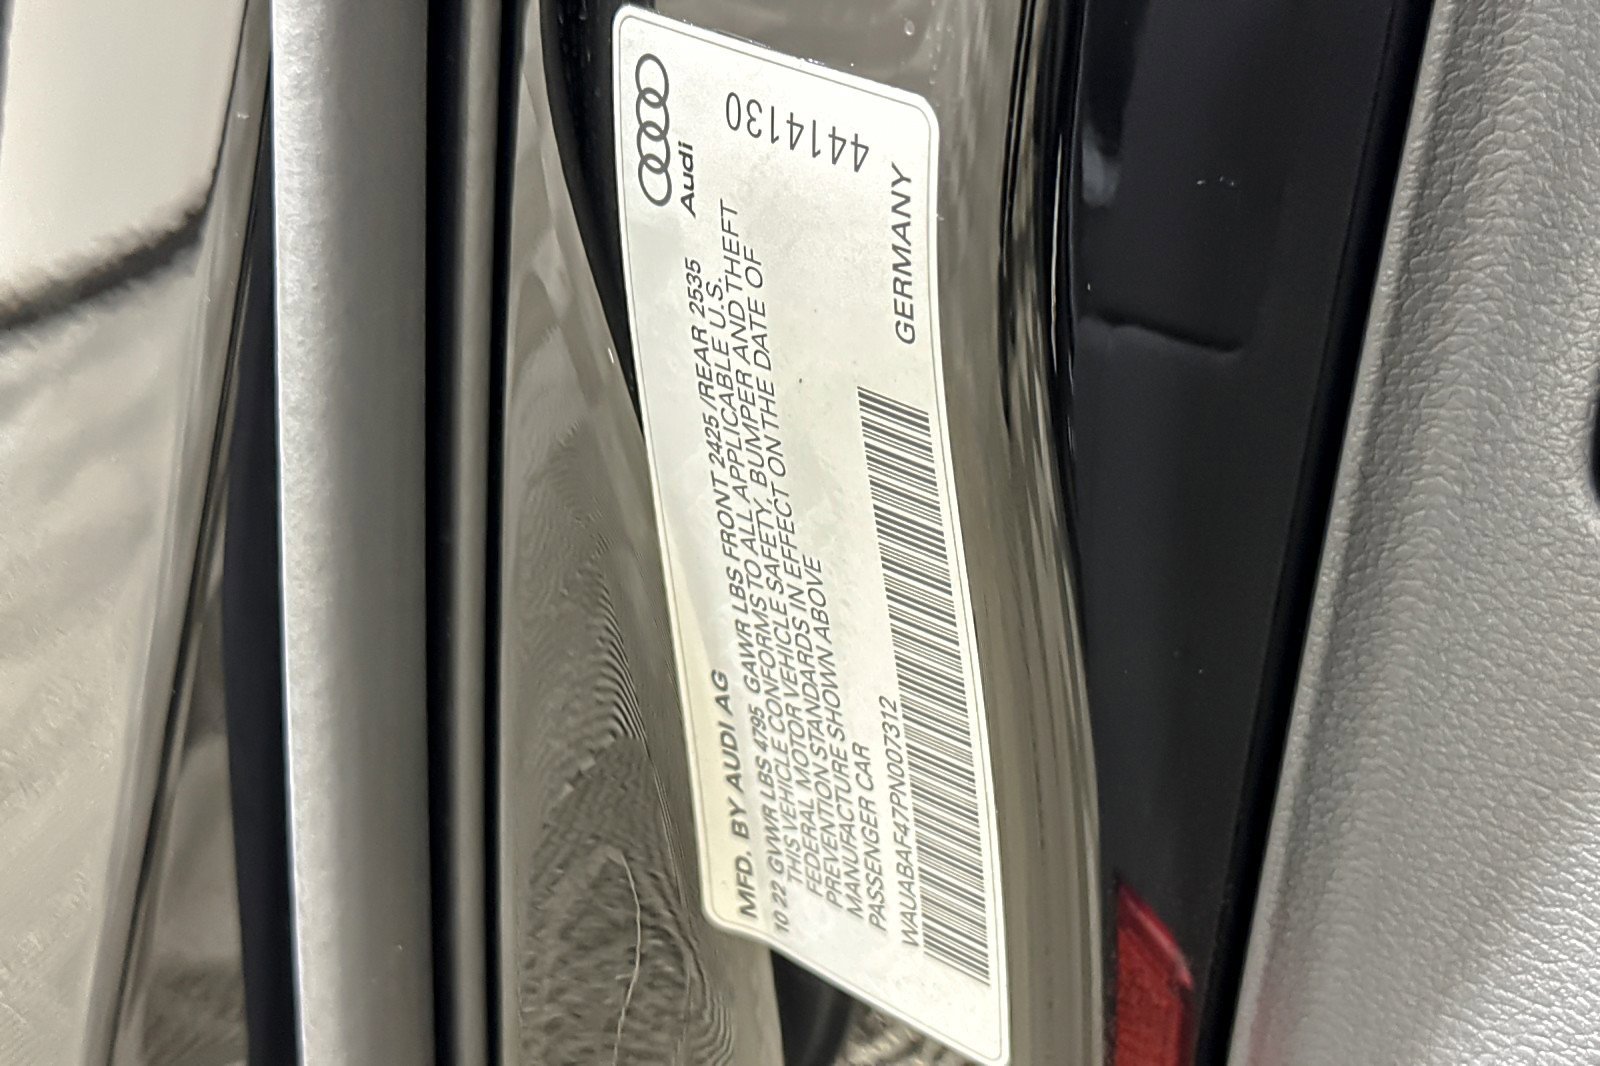 Audi
4414130
MFD. BY AUDI AG
10 22 GVWR LBS 4795 GAWR LBS FRONT 2425 /REAR 2535
THIS VEHICLE CONFORMS TO ALL APPLICABLE U.S.
FEDERAL MOTOR VEHICLE SAFETY, BUMPER AND THEFT
PREVENTION STANDARDS IN EFFECT ON THE DATE OF
MANUFACTURE SHOWN ABOVE
PASSENGER CAR
WAUABAF47PN007312
GERMANY